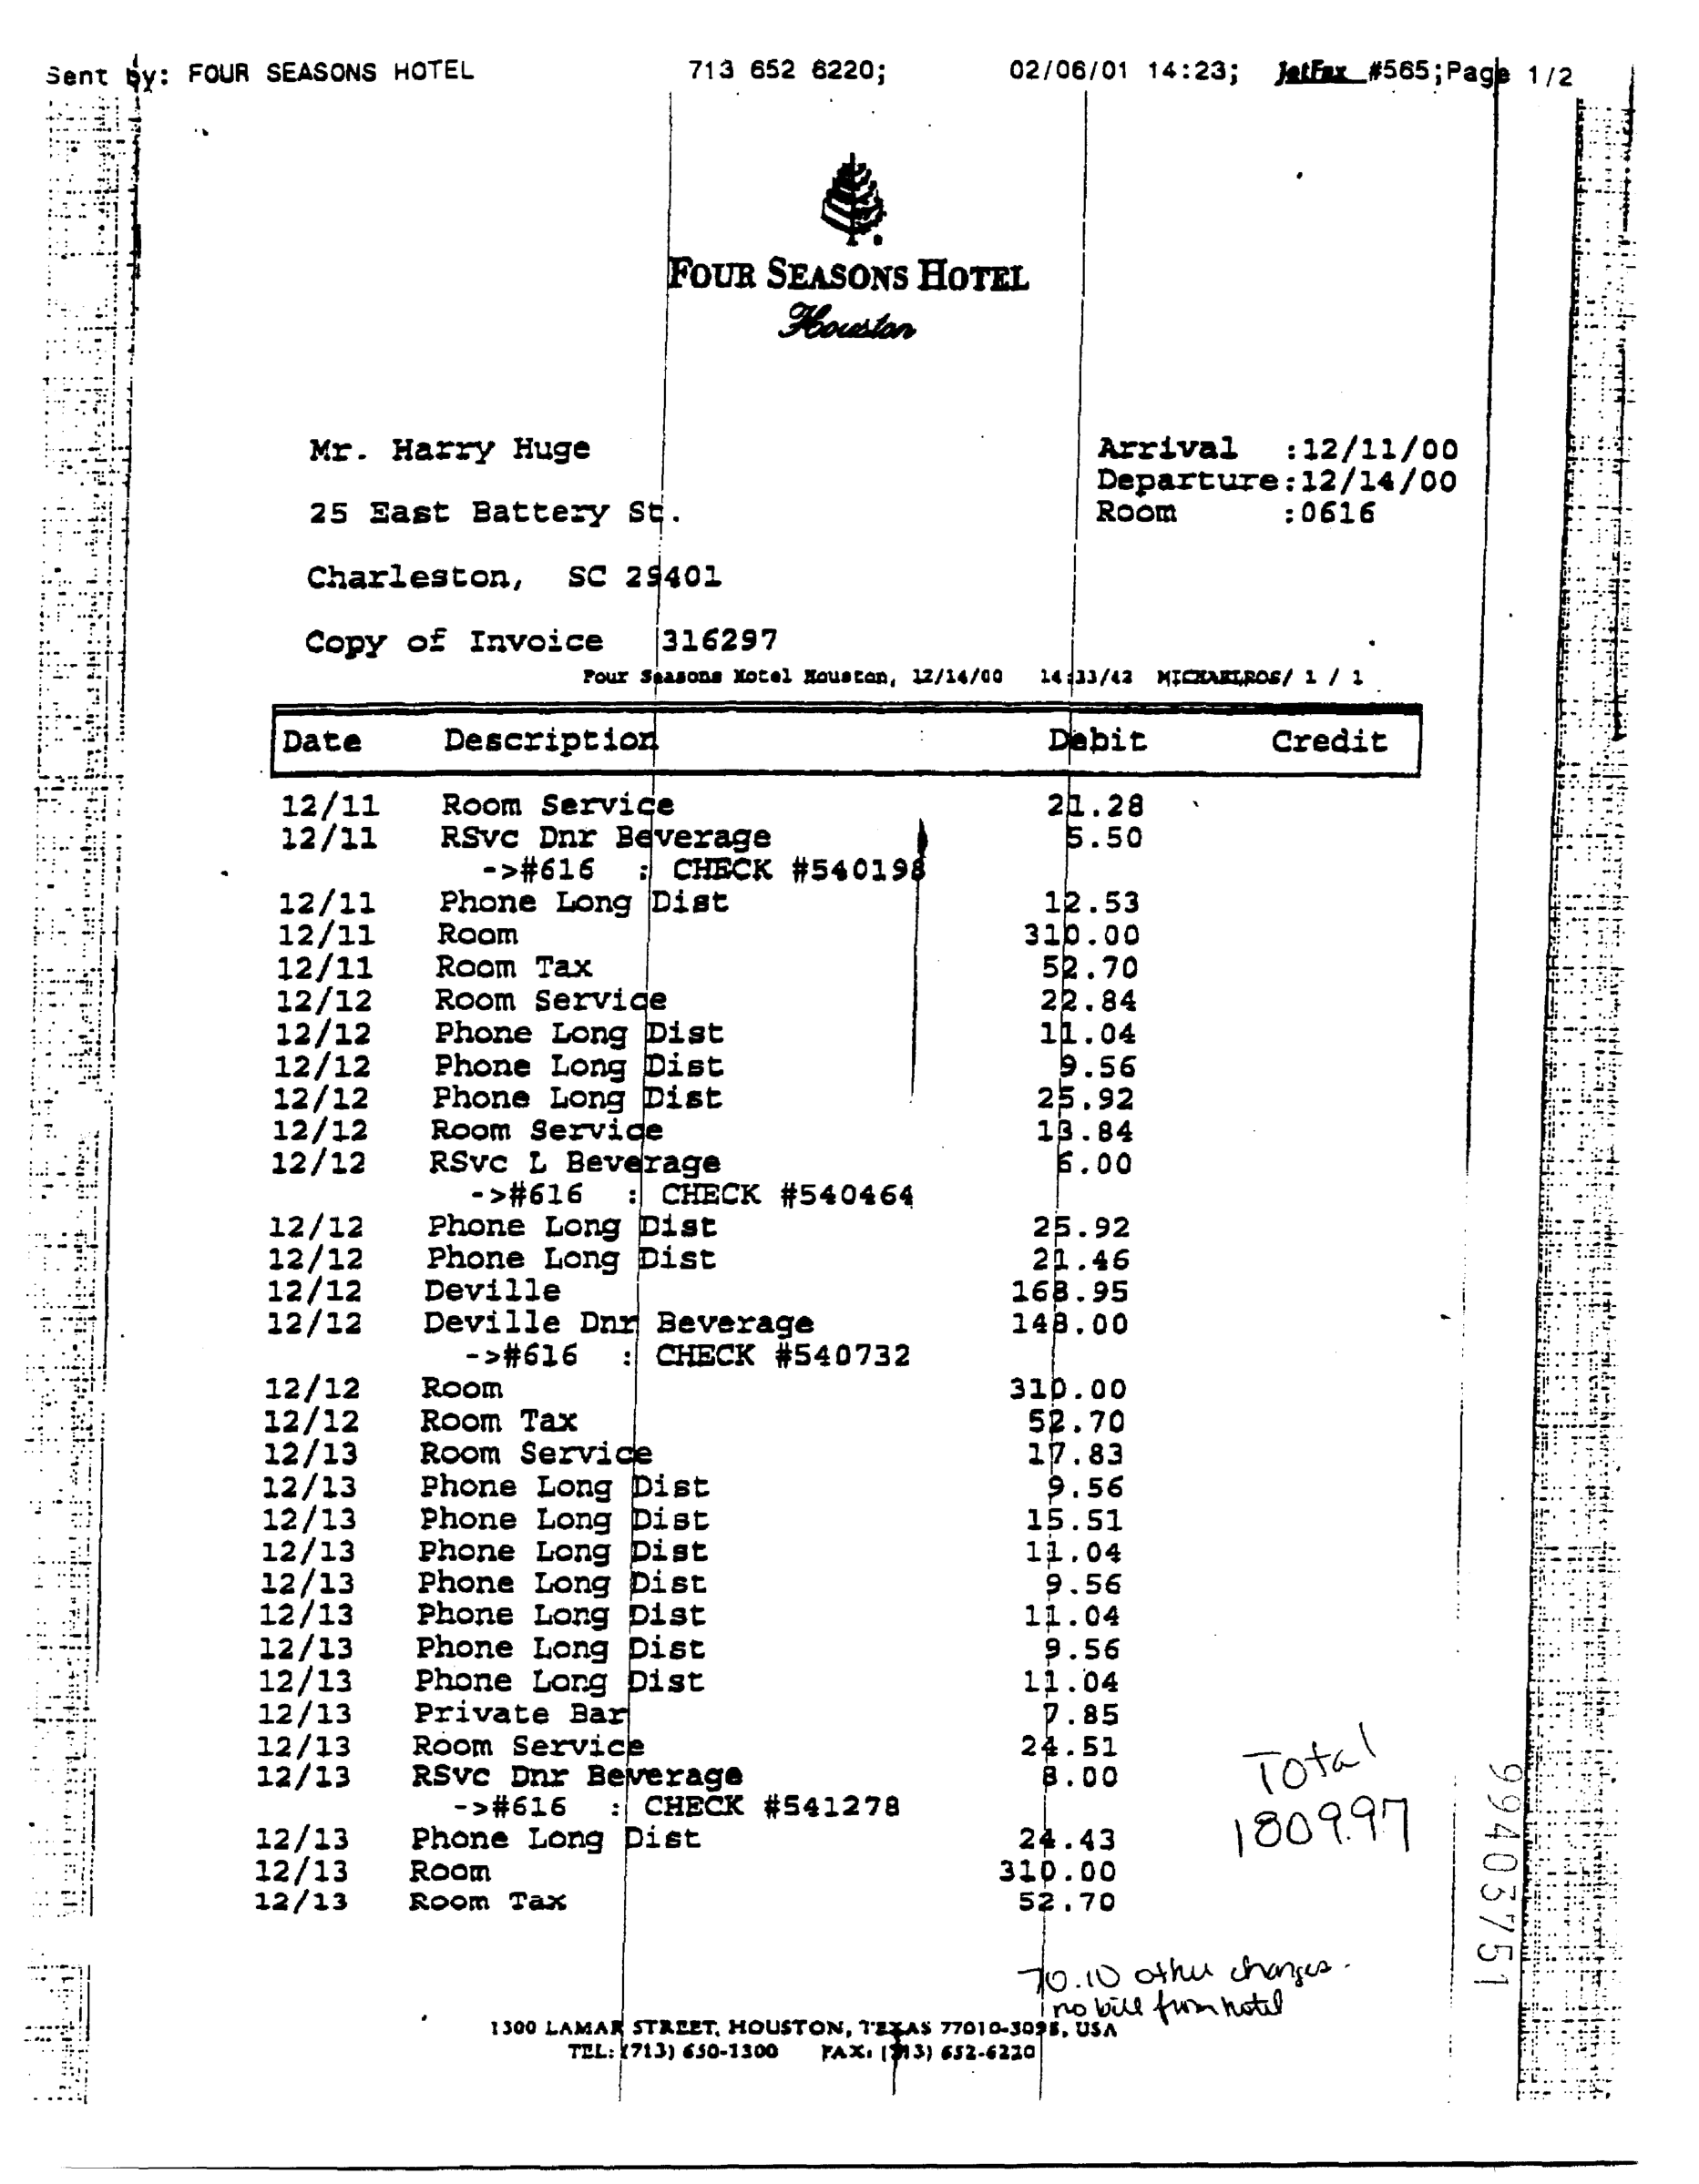 Sent by: FOUR SEASONS HOTEL 713 652 6220; 02/06/01 14:23; JetFax #565;Page 1/2
FOUR SEASONS HOTEL
Houston
Mr. Harry Huge Arrival :12/11/00
Departure:12/14/00
25 East Battery St. Room :0616
Charleston, SC 29401
Copy of Invoice 316297
Four Seasons Hotel Houston, 12/14/00 14:33/42 MICHAELROS/ 1 / 1
Date Description Debit Credit
12/11 Room Service 21.28
12/11 RSvc Dnr Beverage 5.50
->#616 : CHECK #540198
12/11 Phone Long Dist 12.53
12/11 Room 310.00
12/11 Room Tax 52.70
12/12 Room Service 22.84
12/12 Phone Long Dist 11.04
12/12 Phone Long Dist 9.56
12/12 Phone Long Dist 25.92
12/12 Room Service 13.84
12/12 RSvc L Beverage 6.00
->#616 : CHECK #540464
12/12 Phone Long Dist 25.92
12/12 Phone Long Dist 21.46
12/12 Deville 168.95
12/12 Deville Dnr Beverage 148.00
->#616 : CHECK #540732
12/12 Room 310.00
12/12 Room Tax 52.70
12/13 Room Service 17.83
12/13 Phone Long Dist 9.56
12/13 Phone Long Dist 15.51
12/13 Phone Long Dist 11.04
12/13 Phone Long Dist 9.56
12/13 Phone Long Dist 11.04
12/13 Phone Long Dist 9.56
12/13 Phone Long Dist 11.04
12/13 Private Bar 7.85
12/13 Room Service 24.51
12/13 RSvc Dnr Beverage 8.00
->#616 : CHECK #541278
12/13 Phone Long Dist 24.43
12/13 Room 310.00
12/13 Room Tax 52.70
Total
1809.97
99403751
70.10 other charges.
no bill from hotel
1300 LAMAR STREET, HOUSTON, TEXAS 77010-3098, USA
TEL: (713) 650-1300 FAX: (713) 652-6220